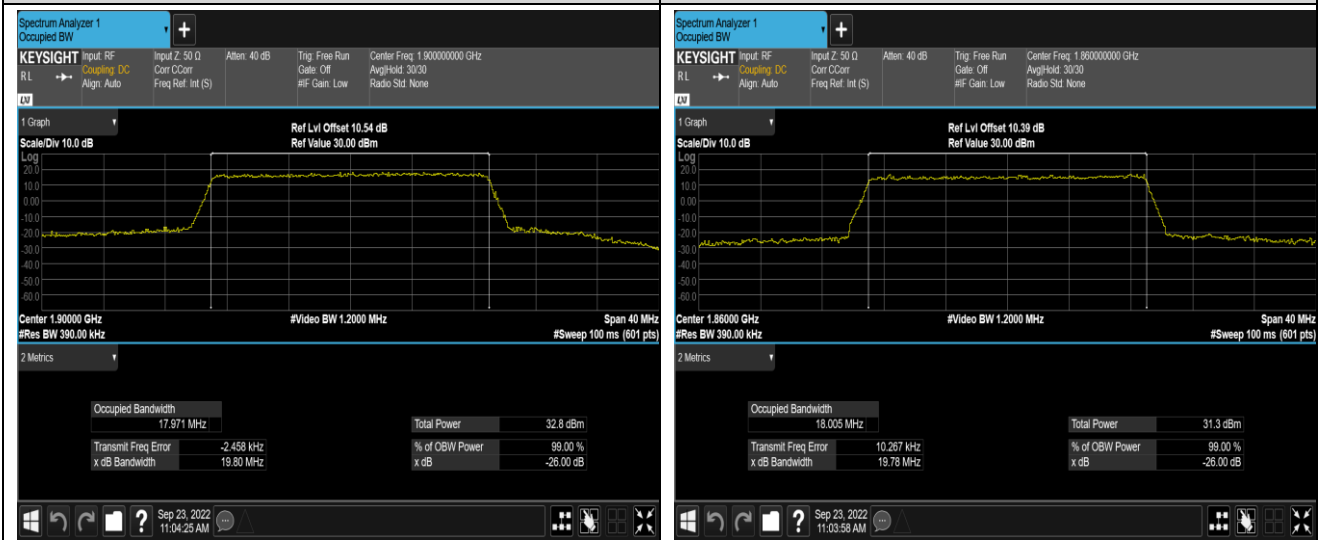 Spectrum Analyzer 1
Occupied BW
+
KEYSIGHT Input: RF Input Z: 50 Ω Atten: 40 dB Trig: Free Run Center Freq: 1.900000000 GHz
RL Coupling: DC Corr CCorr Gate: Off Avg|Hold: 30/30
Align: Auto Freq Ref: Int (S) #IF Gain: Low Radio Std: None
LXI
1 Graph
Ref Lvl Offset 10.54 dB
Scale/Div 10.0 dB Ref Value 30.00 dBm
Log
20.0
10.0
0.00
-10.0
-20.0
-30.0
-40.0
-50.0
-60.0
Center 1.90000 GHz #Video BW 1.2000 MHz Span 40 MHz
#Res BW 390.00 kHz #Sweep 100 ms (601 pts)
2 Metrics
Occupied Bandwidth
17.971 MHz Total Power 32.8 dBm
Transmit Freq Error -2.458 kHz % of OBW Power 99.00 %
x dB Bandwidth 19.80 MHz x dB -26.00 dB
? Sep 23, 2022
11:04:25 AM
Spectrum Analyzer 1
Occupied BW
+
KEYSIGHT Input: RF Input Z: 50 Ω Atten: 40 dB Trig: Free Run Center Freq: 1.860000000 GHz
RL Coupling: DC Corr CCorr Gate: Off Avg|Hold: 30/30
Align: Auto Freq Ref: Int (S) #IF Gain: Low Radio Std: None
LXI
1 Graph
Ref Lvl Offset 10.39 dB
Scale/Div 10.0 dB Ref Value 30.00 dBm
Log
20.0
10.0
0.00
-10.0
-20.0
-30.0
-40.0
-50.0
-60.0
Center 1.86000 GHz #Video BW 1.2000 MHz Span 40 MHz
#Res BW 390.00 kHz #Sweep 100 ms (601 pts)
2 Metrics
Occupied Bandwidth
18.005 MHz Total Power 31.3 dBm
Transmit Freq Error 10.267 kHz % of OBW Power 99.00 %
x dB Bandwidth 19.78 MHz x dB -26.00 dB
? Sep 23, 2022
11:03:58 AM